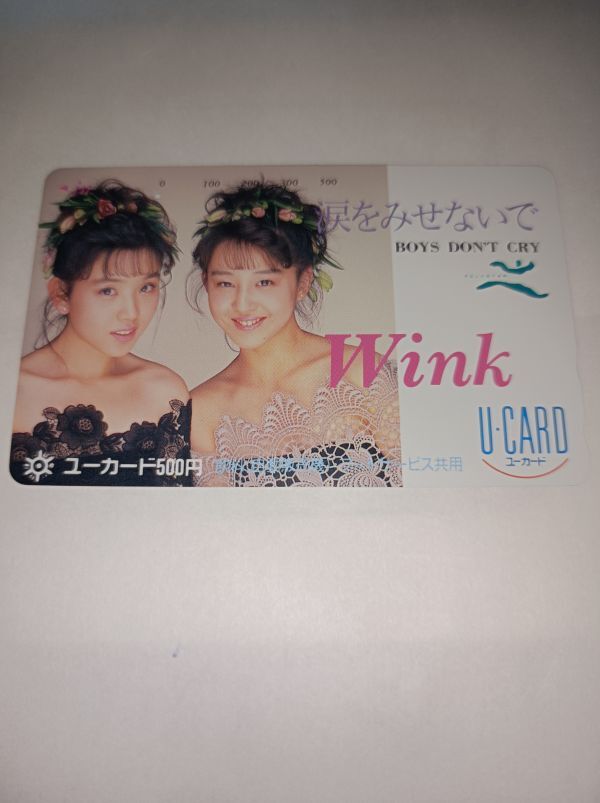 0 100 200 300 500
涙をみせないで
BOYS DON'T CRY
Wink
U·CARD
ユーカード
ユーカード500円
サービス共用